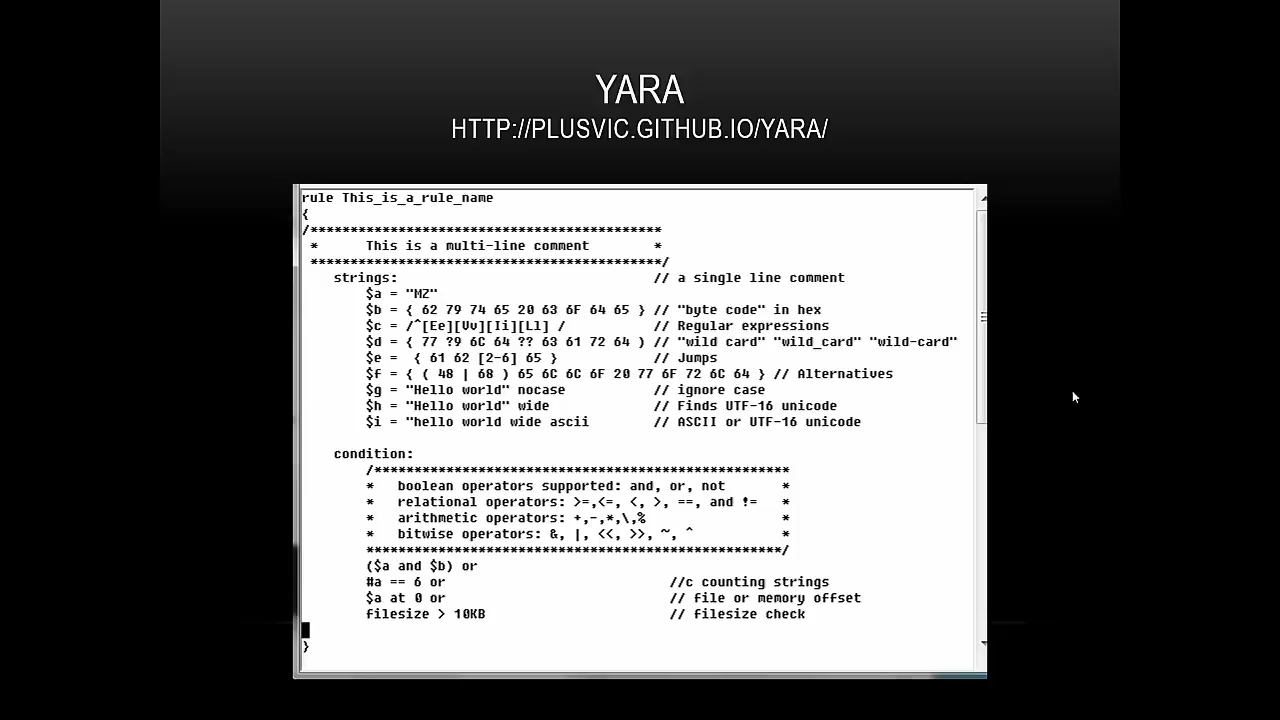 YARA
HTTP://PLUSVIC.GITHUB.IO/YARA/
rule This_is_a_rule_name
{
/********************************************
 *      This is a multi-line comment        *
 ********************************************/
    strings:                                // a single line comment
        $a = "MZ"
        $b = { 62 79 74 65 20 63 6F 64 65 } // "byte code" in hex
        $c = /^[Ee][Vv][Ii][Ll] /           // Regular expressions
        $d = { 77 ?9 6C 64 ?? 63 61 72 64 ) // "wild card" "wild_card" "wild-card"
        $e =  { 61 62 [2-6] 65 }            // Jumps
        $f = { ( 48 | 68 ) 65 6C 6C 6F 20 77 6F 72 6C 64 } // Alternatives
        $g = "Hello world" nocase           // ignore case
        $h = "Hello world" wide             // Finds UTF-16 unicode
        $i = "hello world wide ascii        // ASCII or UTF-16 unicode
    condition:
        /****************************************************
        *   boolean operators supported: and, or, not       *
        *   relational operators: >=,<=, <, >, ==, and !=   *
        *   arithmetic operators: +,-,*,\,%                 *
        *   bitwise operators: &, |, <<, >>, ~, ^           *
        ****************************************************/
        ($a and $b) or
        #a == 6 or                            //c counting strings
        $a at 0 or                            // file or memory offset
        filesize > 10KB                       // filesize check
}